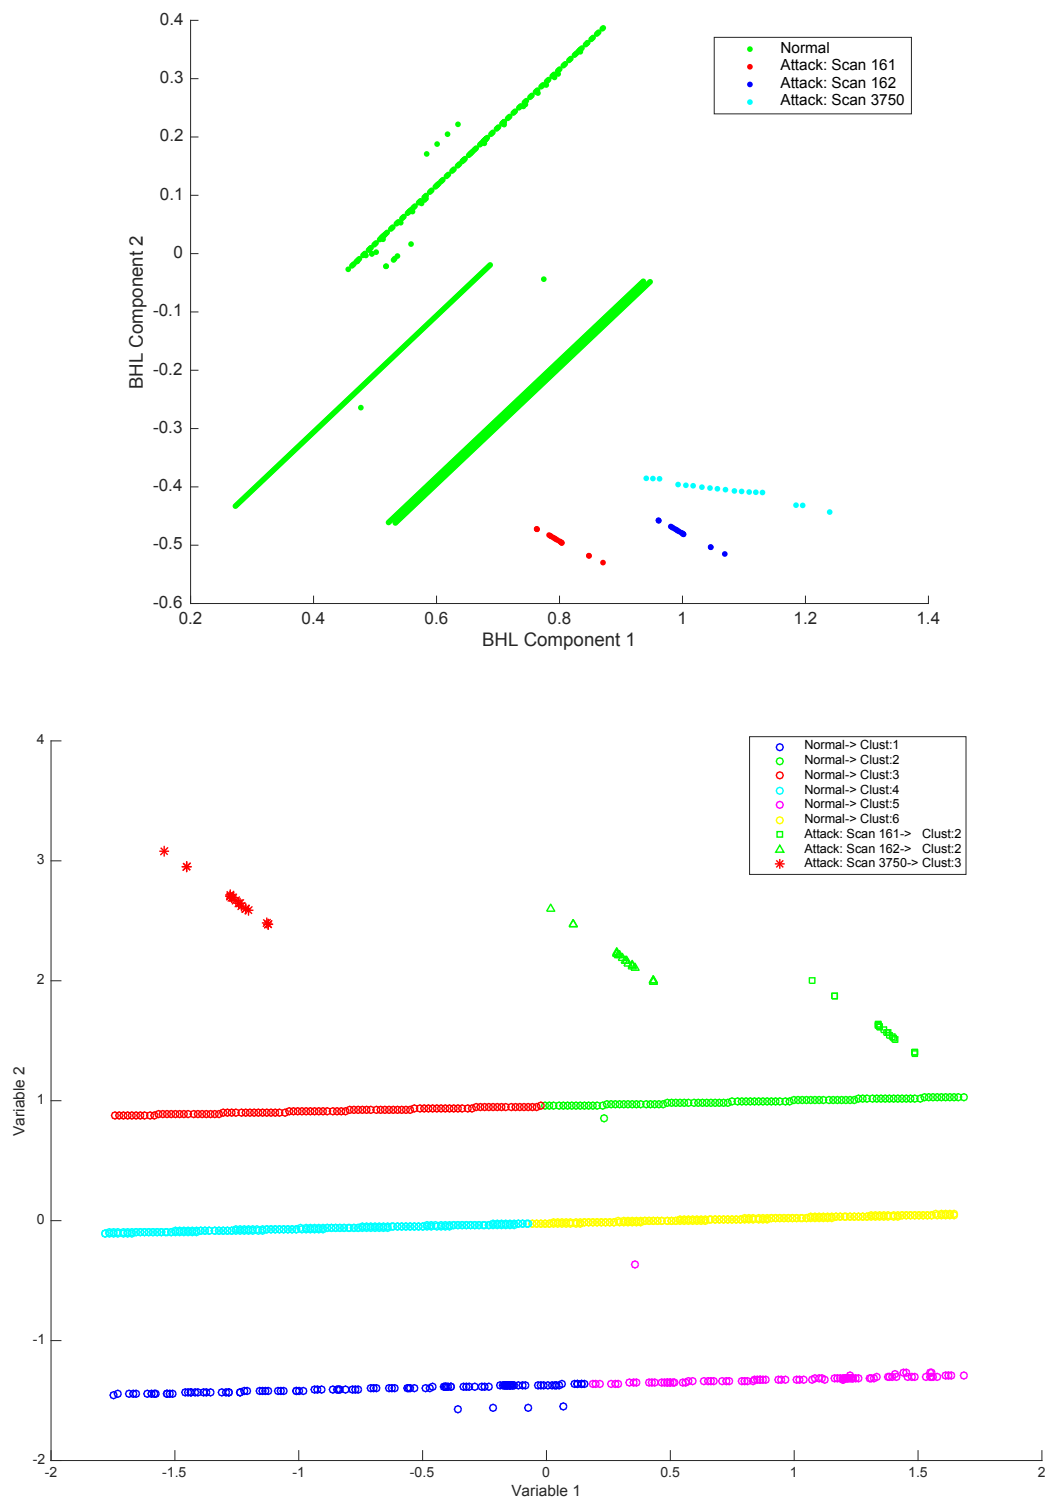 0.4
0.3
0.2
0.1
0
-0.1
-0.2
-0.3
-0.4
-0.5
-0.6
BHL Component 2
0.2
0.4
0.6
0.8
1
1.2
1.4
BHL Component 1
Normal
Attack: Scan 161
Attack: Scan 162
Attack: Scan 3750
4
3
2
1
0
-1
-2
Variable 2
-2
-1.5
-1
-0.5
0
0.5
1
1.5
2
Variable 1
Normal-> Clust:1
Normal-> Clust:2
Normal-> Clust:3
Normal-> Clust:4
Normal-> Clust:5
Normal-> Clust:6
Attack: Scan 161-> Clust:2
Attack: Scan 162-> Clust:2
Attack: Scan 3750-> Clust:3